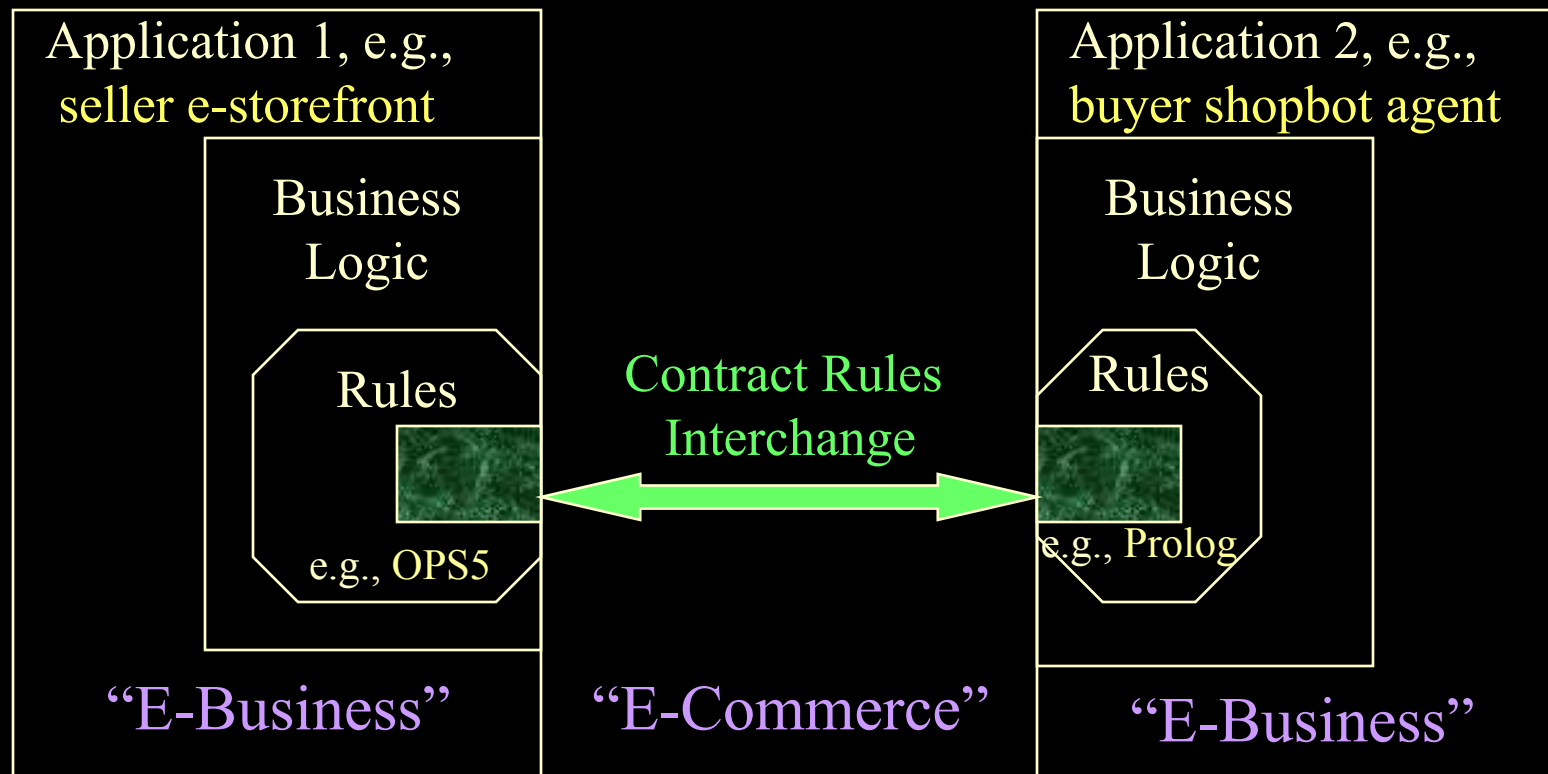 Application 1, e.g.,
seller e-storefront
Business
Logic
Rules
e.g., OPS5
“E-Business”
Contract Rules
Interchange
“E-Commerce”
Application 2, e.g.,
buyer shopbot agent
Business
Logic
Rules
e.g., Prolog
“E-Business”